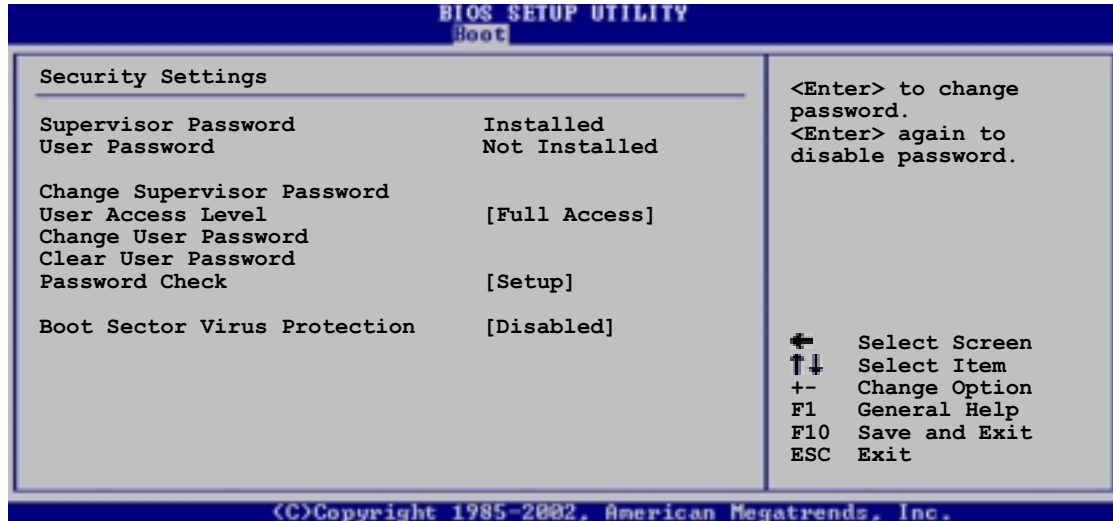 BIOS SETUP UTILITY
Boot
Security Settings
Supervisor Password Installed
User Password Not Installed
Change Supervisor Password
User Access Level [Full Access]
Change User Password
Clear User Password
Password Check [Setup]
Boot Sector Virus Protection [Disabled]
<Enter> to change
password.
<Enter> again to
disable password.
← Select Screen
↑↓ Select Item
+- Change Option
F1 General Help
F10 Save and Exit
ESC Exit
(C)Copyright 1985-2002, American Megatrends, Inc.